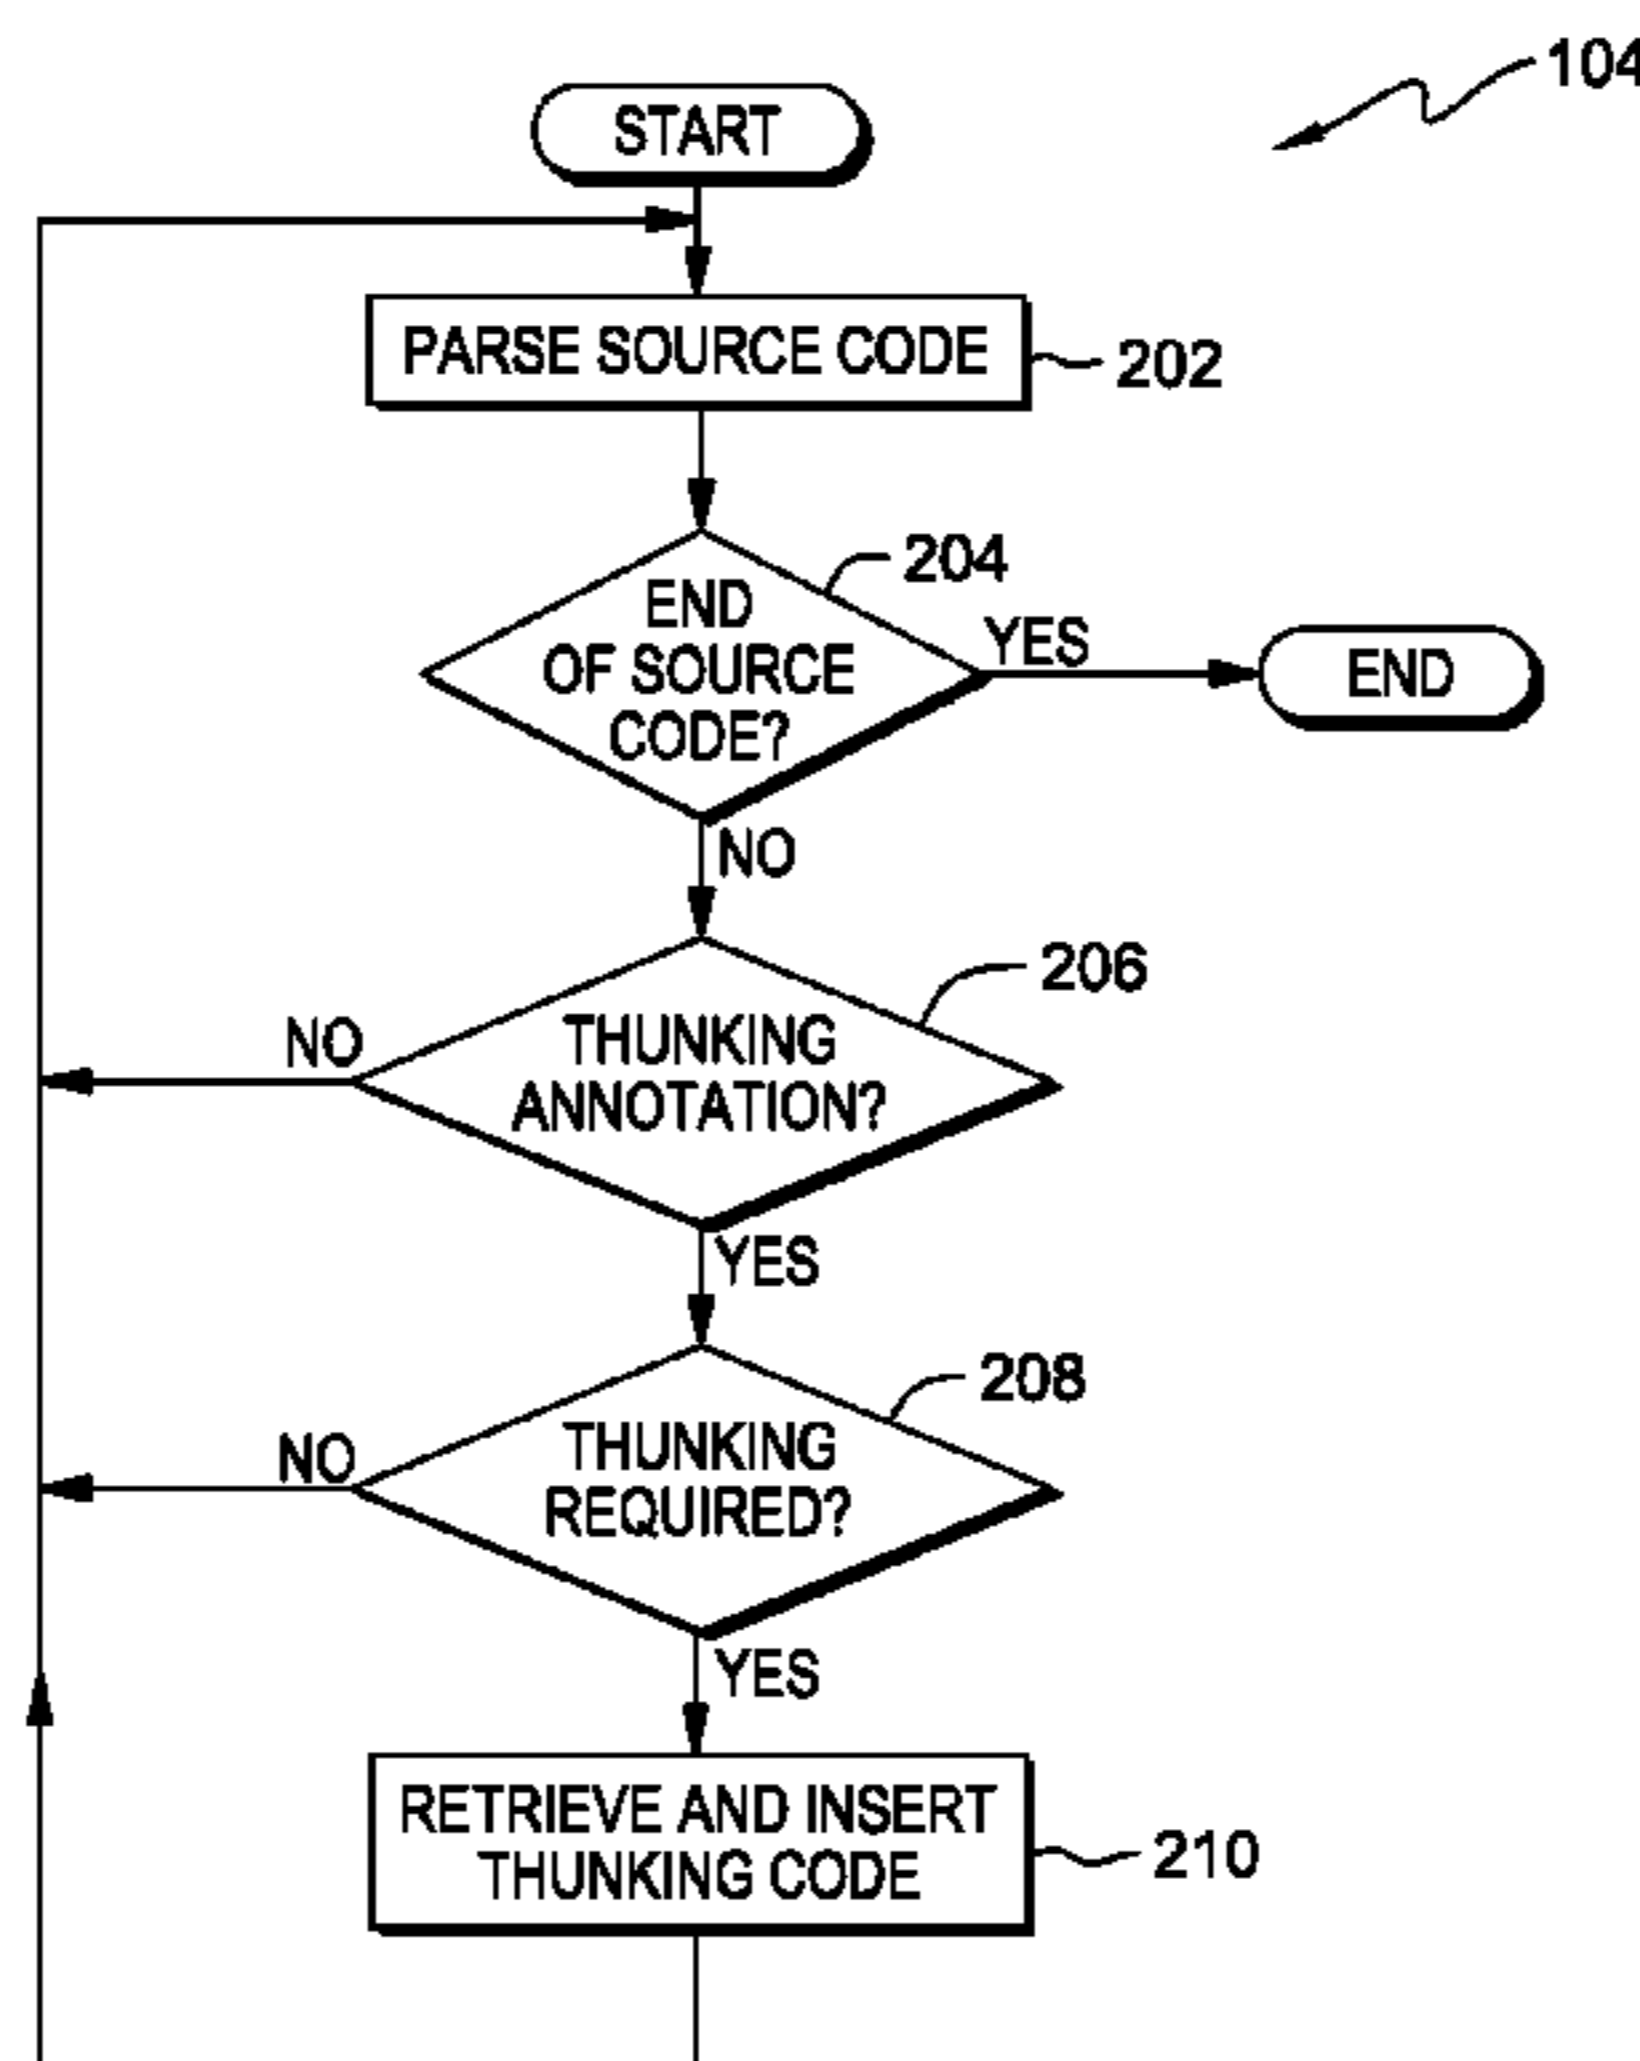 104
START
PARSE SOURCE CODE
202
204
END
OF SOURCE
CODE?
YES
END
NO
206
THUNKING
ANNOTATION?
NO
YES
208
THUNKING
REQUIRED?
NO
YES
RETRIEVE AND INSERT
THUNKING CODE
210